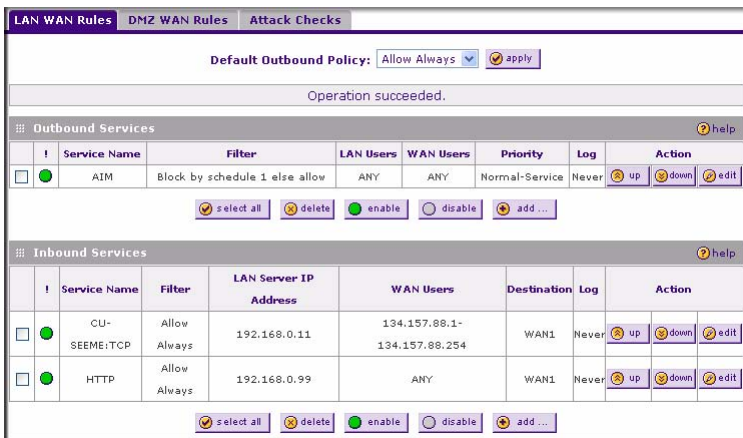 LAN WAN Rules DMZ WAN Rules Attack Checks
Default Outbound Policy: Allow Always apply
Operation succeeded.
Outbound Services help
! Service Name Filter LAN Users WAN Users Priority Log Action
AIM Block by schedule 1 else allow ANY ANY Normal-Service Never up down edit
select all delete enable disable add ...
Inbound Services help
! Service Name Filter LAN Server IP Address WAN Users Destination Log Action
CU-SEEME:TCP Allow Always 192.168.0.11 134.157.88.1-134.157.88.254 WAN1 Never up down edit
HTTP Allow Always 192.168.0.99 ANY WAN1 Never up down edit
select all delete enable disable add ...